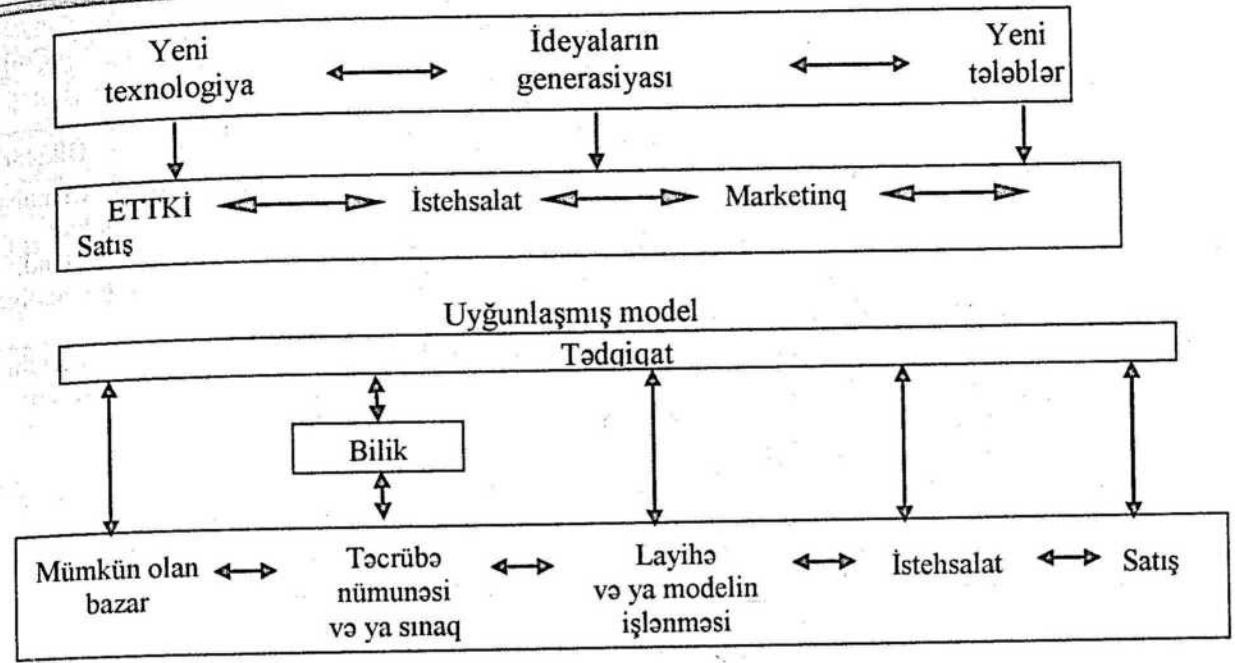 Yeni
texnologiya
İdeyaların
generasiyası
Yeni
tələblər
ETTKİ
İstehsalat
Marketinq
Satış
Uyğunlaşmış model
Tədqiqat
Bilik
Mümkün olan
bazar
Təcrübə
nümunəsi
və ya sınaq
Layihə
və ya modelin
işlənməsi
İstehsalat
Satış